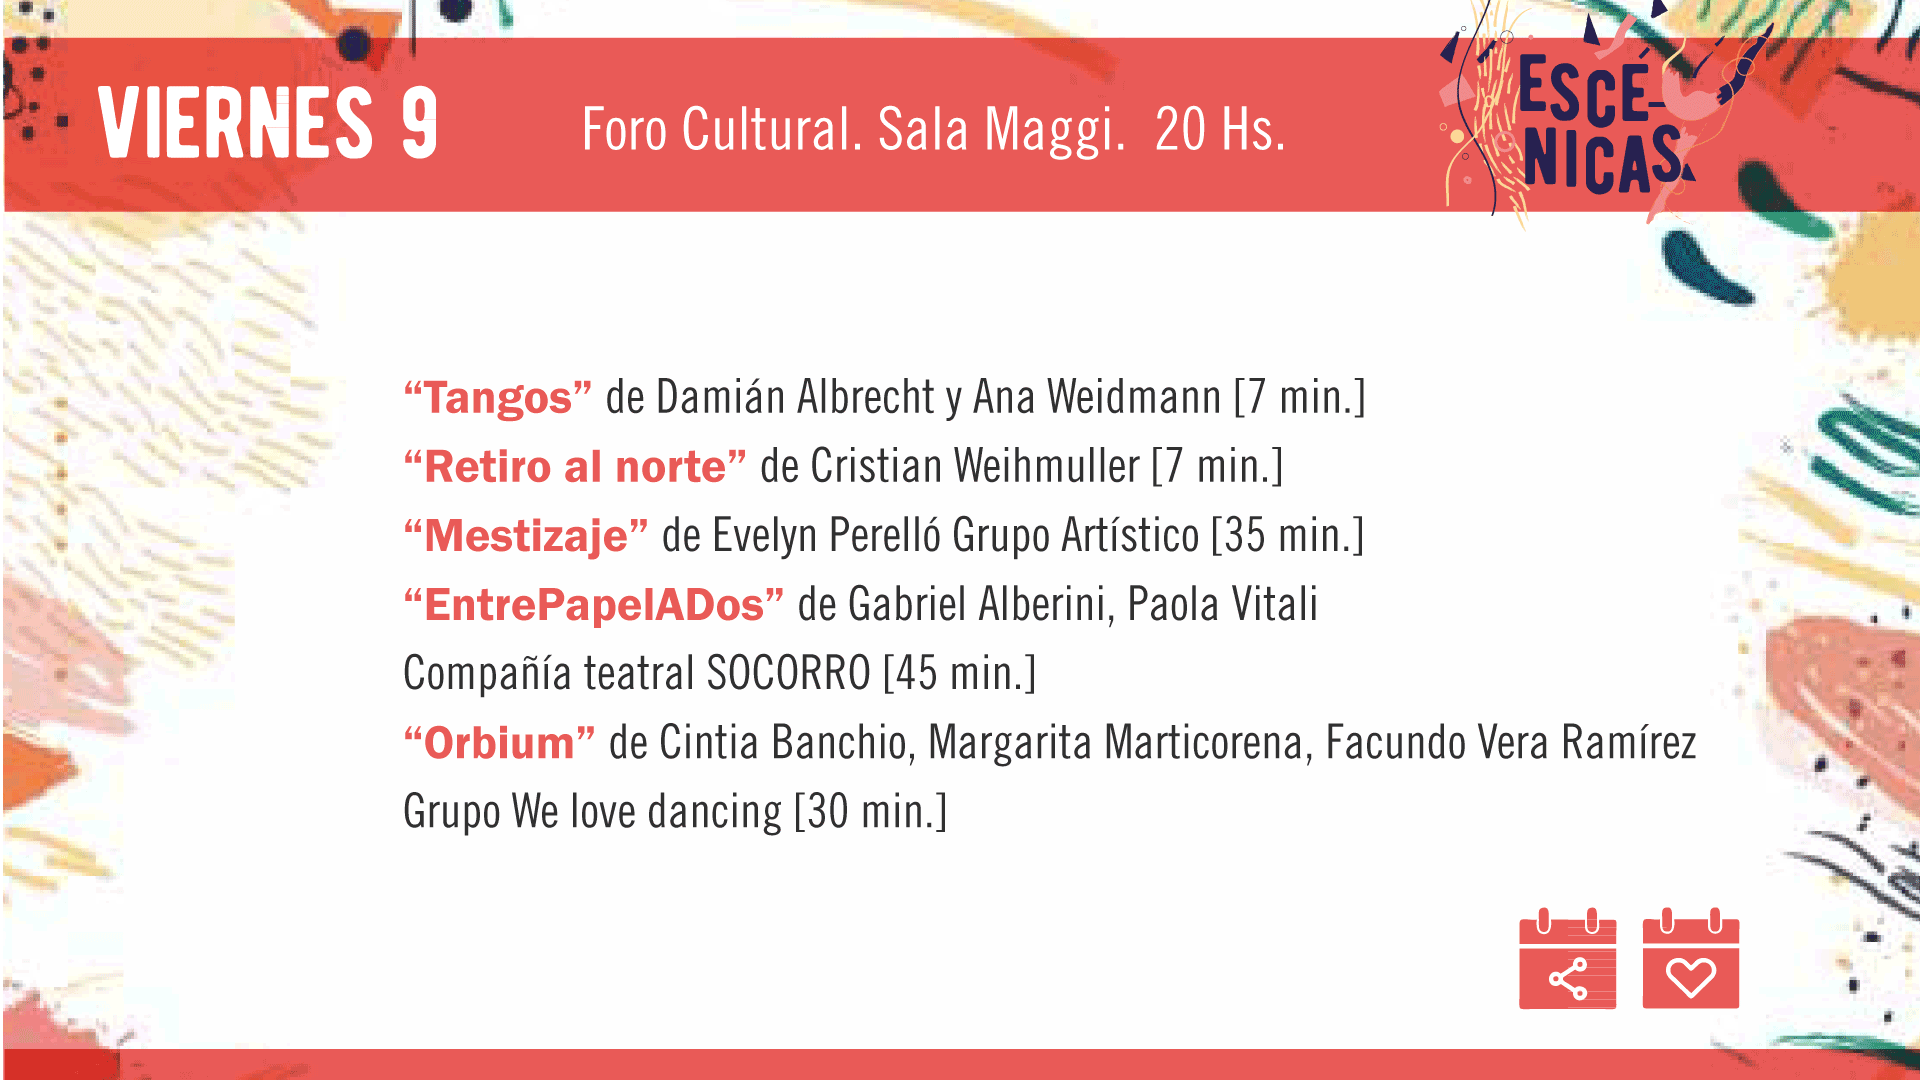 VIERNES 9
Foro Cultural. Sala Maggi. 20 Hs.
ESCÉ-
NICAS
“Tangos” de Damián Albrecht y Ana Weidmann [7 min.]
“Retiro al norte” de Cristian Weihmuller [7 min.]
“Mestizaje” de Evelyn Perelló Grupo Artístico [35 min.]
“EntrePapelADos” de Gabriel Alberini, Paola Vitali
Compañía teatral SOCORRO [45 min.]
“Orbium” de Cintia Banchio, Margarita Marticorena, Facundo Vera Ramírez
Grupo We love dancing [30 min.]